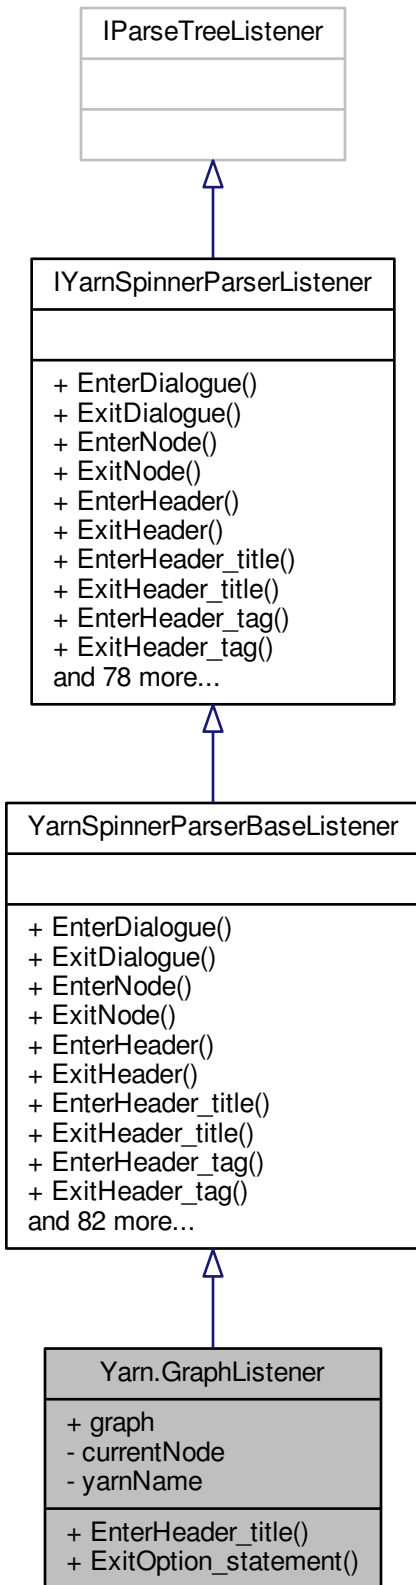 IParseTreeListener
IYarnSpinnerParserListener
+ EnterDialogue()
+ ExitDialogue()
+ EnterNode()
+ ExitNode()
+ EnterHeader()
+ ExitHeader()
+ EnterHeader_title()
+ ExitHeader_title()
+ EnterHeader_tag()
+ ExitHeader_tag()
and 78 more...
YarnSpinnerParserBaseListener
+ EnterDialogue()
+ ExitDialogue()
+ EnterNode()
+ ExitNode()
+ EnterHeader()
+ ExitHeader()
+ EnterHeader_title()
+ ExitHeader_title()
+ EnterHeader_tag()
+ ExitHeader_tag()
and 82 more...
Yarn.GraphListener
+ graph
- currentNode
- yarnName
+ EnterHeader_title()
+ ExitOption_statement()